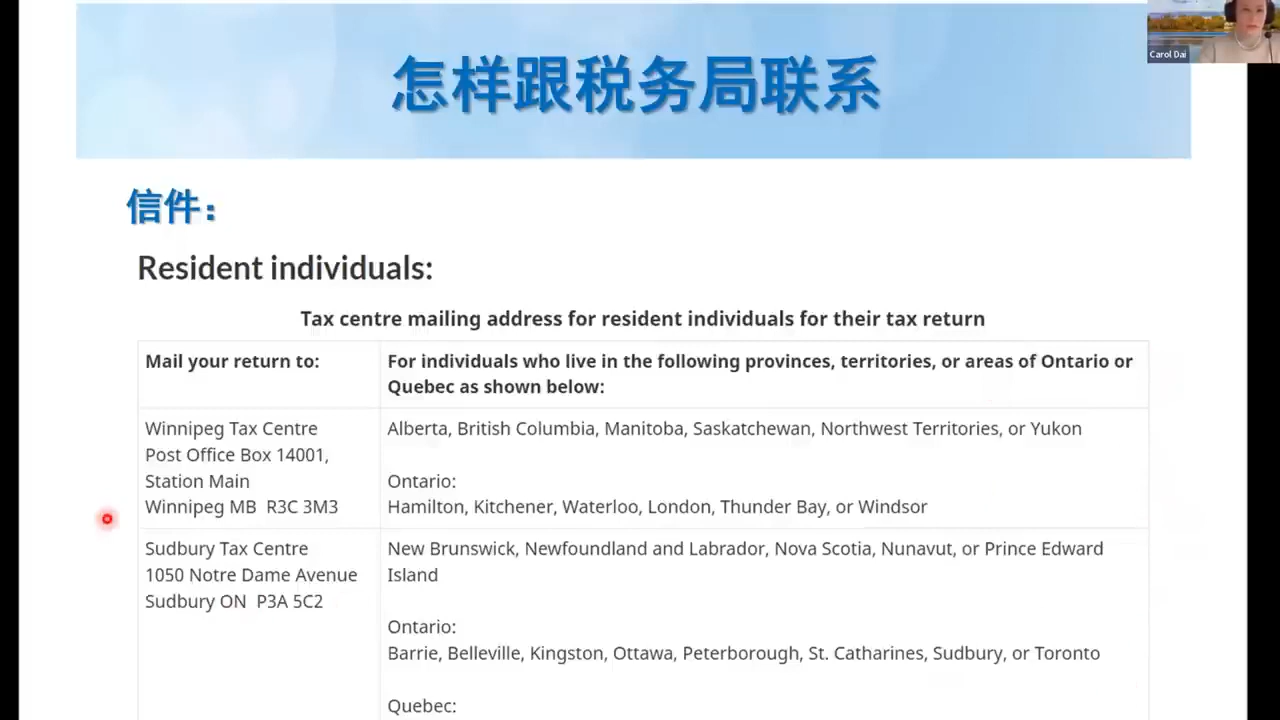 怎样跟税务局联系
Carol Dai
信件：
Resident individuals:
Tax centre mailing address for resident individuals for their tax return
Mail your return to:
For individuals who live in the following provinces, territories, or areas of Ontario or
Quebec as shown below:
Winnipeg Tax Centre
Post Office Box 14001,
Station Main
Winnipeg MB  R3C 3M3
Alberta, British Columbia, Manitoba, Saskatchewan, Northwest Territories, or Yukon
Ontario:
Hamilton, Kitchener, Waterloo, London, Thunder Bay, or Windsor
Sudbury Tax Centre
1050 Notre Dame Avenue
Sudbury ON  P3A 5C2
New Brunswick, Newfoundland and Labrador, Nova Scotia, Nunavut, or Prince Edward
Island
Ontario:
Barrie, Belleville, Kingston, Ottawa, Peterborough, St. Catharines, Sudbury, or Toronto
Quebec: